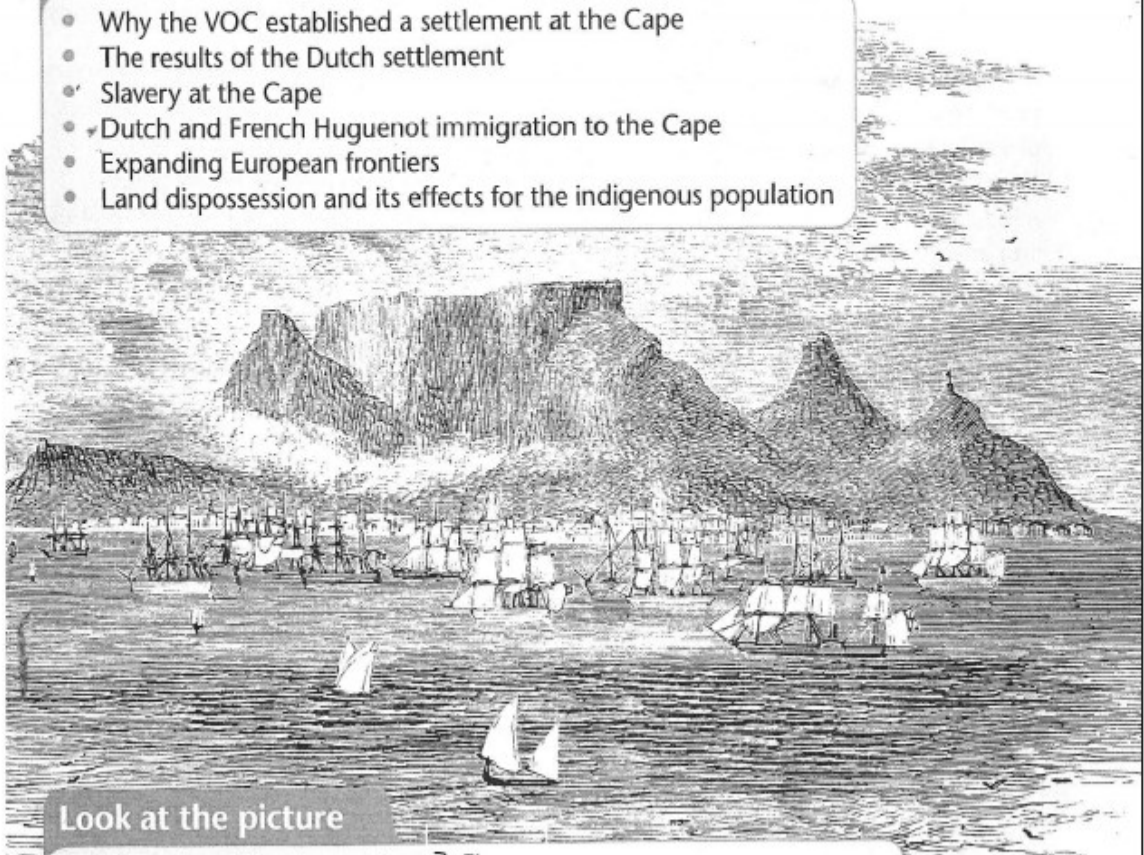 Why the VOC established a settlement at the Cape
The results of the Dutch settlement
Slavery at the Cape
Dutch and French Huguenot immigration to the Cape
Expanding European frontiers
Land dispossession and its effects for the indigenous population
Look at the picture